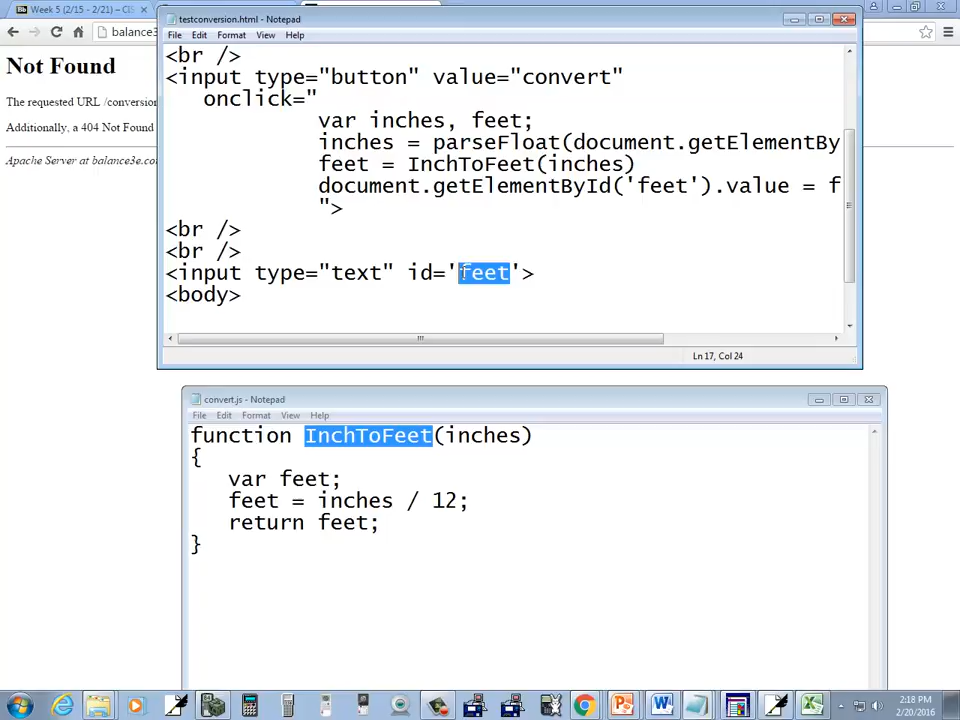 Week 5 (2/15 - 2/21) – C
testconversion.html - Notepad
balance3
File Edit Format View Help
Not Found
The requested URL /conversion
Additionally, a 404 Not Found
Apache Server at balance3e.co
<br />
<input type="button" value="convert"
onclick="
var inches, feet;
inches = parseFloat(document.getElementBy
feet = InchToFeet(inches)
document.getElementById('feet').value = f
">
<br />
<br />
<input type="text" id='feet'>
<body>
Ln 17, Col 24
convert.js - Notepad
File Edit Format View Help
function InchToFeet(inches)
{
var feet;
feet = inches / 12;
return feet;
}
2:18 PM
2/20/2016